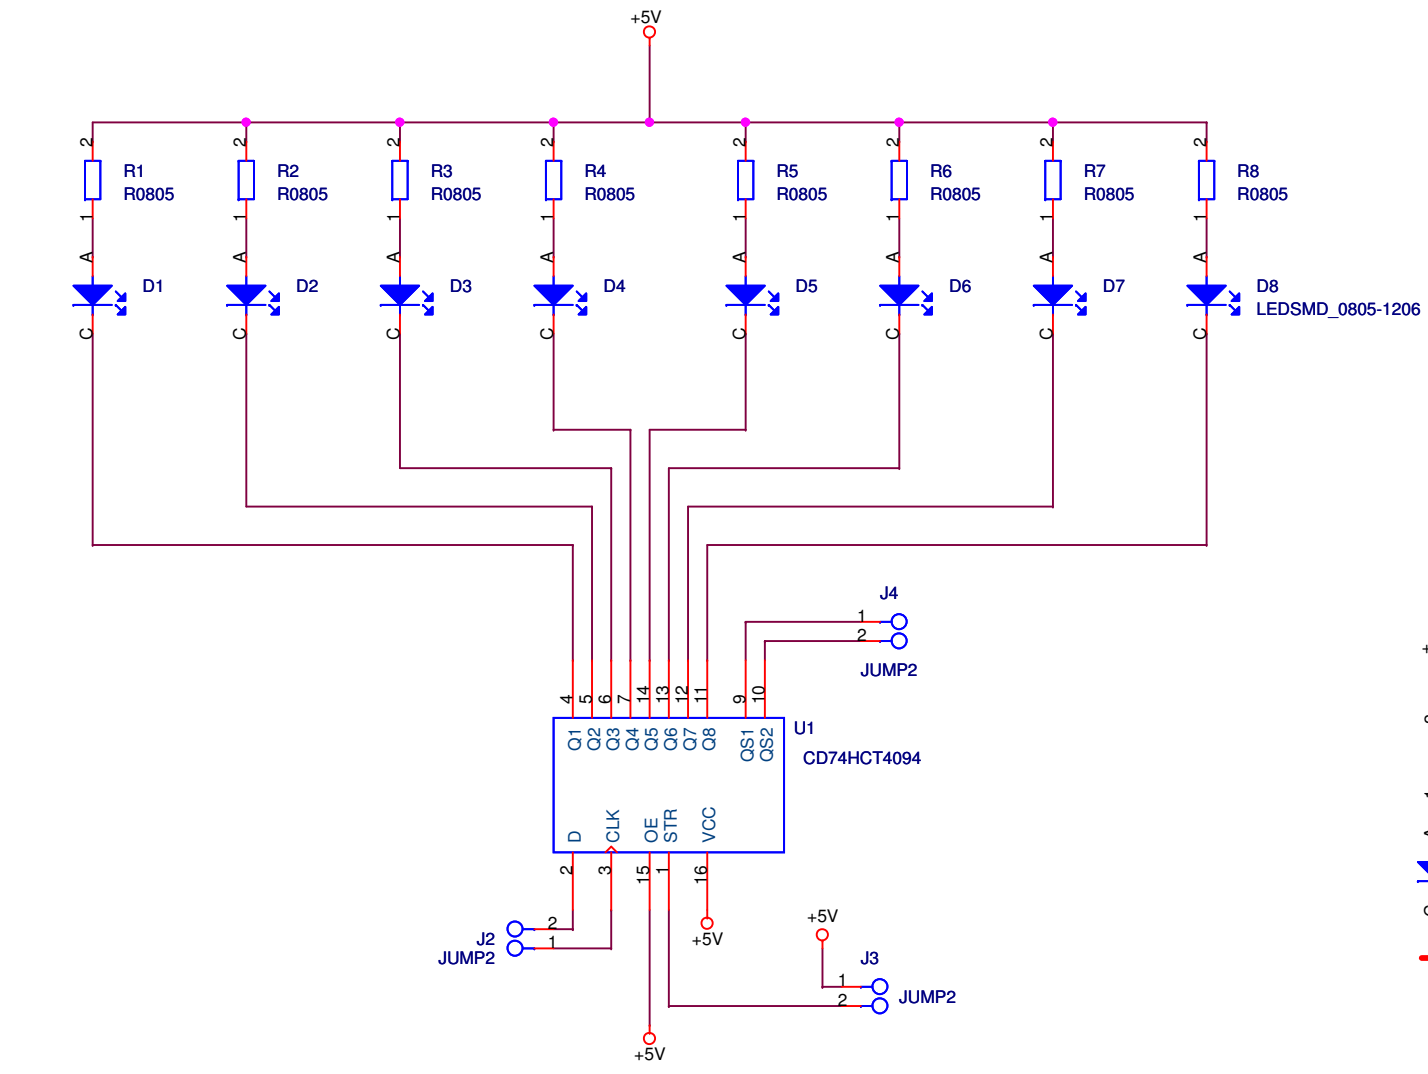 +5V
2 2 2 2 2 2 2 2
R1 R2 R3 R4 R5 R6 R7 R8
R0805 R0805 R0805 R0805 R0805 R0805 R0805 R0805
1 1 1 1 1 1 1 1
A A A A A A A A
D1 D2 D3 D4 D5 D6 D7 D8
LEDSMD_0805-1206
C C C C C C C C
J4
1
2
JUMP2
4 5 6 7 14 13 12 11 9 10
U1
Q1 Q2 Q3 Q4 Q5 Q6 Q7 Q8 QS1 QS2
CD74HCT4094
D CLK OE STR VCC
2 3 15 1 16
+5V
2
J2 1
+5V
JUMP2
J3
1
JUMP2
2
+5V